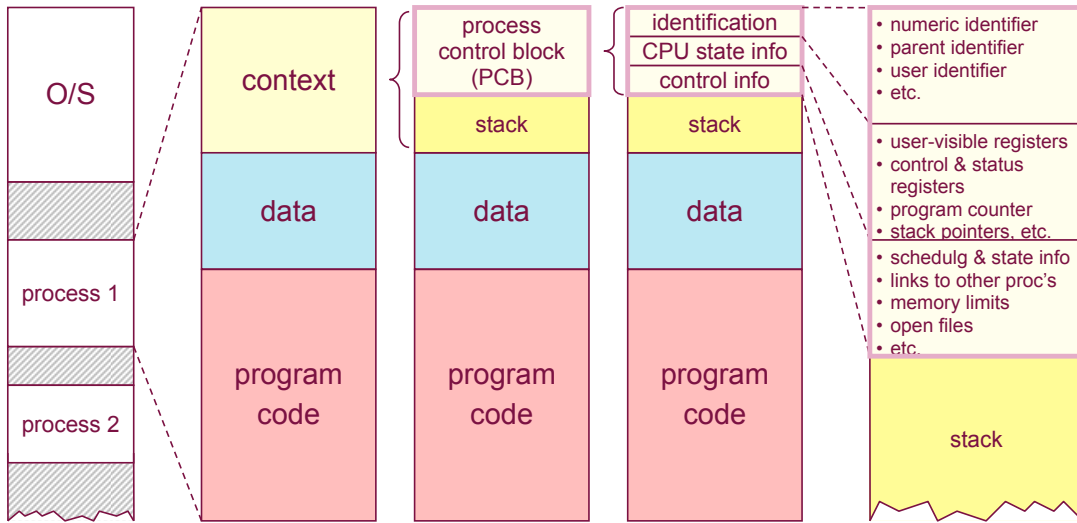 O/S
process 1
process 2
context
data
program
code
process
control block
(PCB)
stack
data
program
code
identification
CPU state info
control info
stack
data
program
code
• numeric identifier
• parent identifier
• user identifier
• etc.
• user-visible registers
• control & status
registers
• program counter
• stack pointers, etc.
• schedulg & state info
• links to other proc's
• memory limits
• open files
• etc.
stack